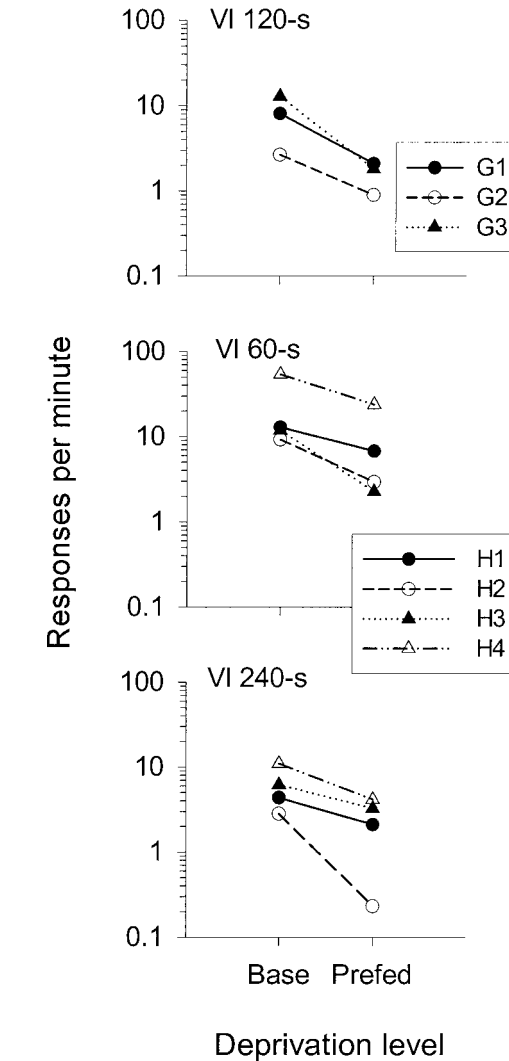 VI 120-s
100
10
1
0.1
G1
G2
G3
Responses per minute
VI 60-s
100
10
1
0.1
H1
H2
H3
H4
VI 240-s
100
10
1
0.1
Base Prefed
Deprivation level